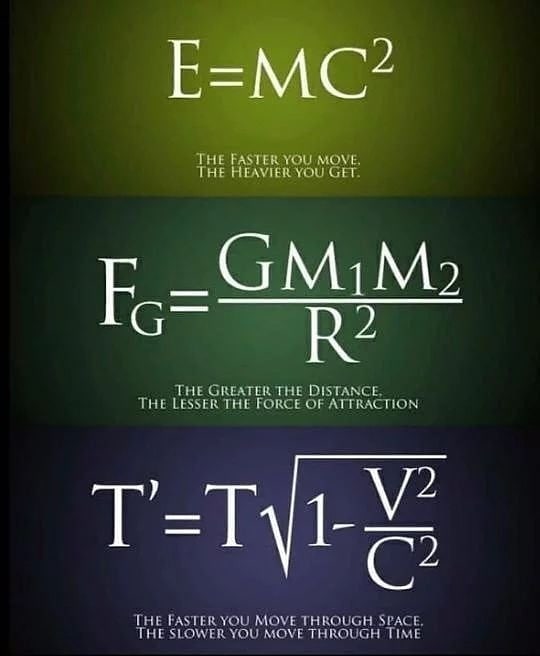 E=MC²
THE FASTER YOU MOVE,
THE HEAVIER YOU GET.
F_G = GM₁M₂ / R²
THE GREATER THE DISTANCE,
THE LESSER THE FORCE OF ATTRACTION
T'=T√(1-V²/C²)
THE FASTER YOU MOVE THROUGH SPACE,
THE SLOWER YOU MOVE THROUGH TIME